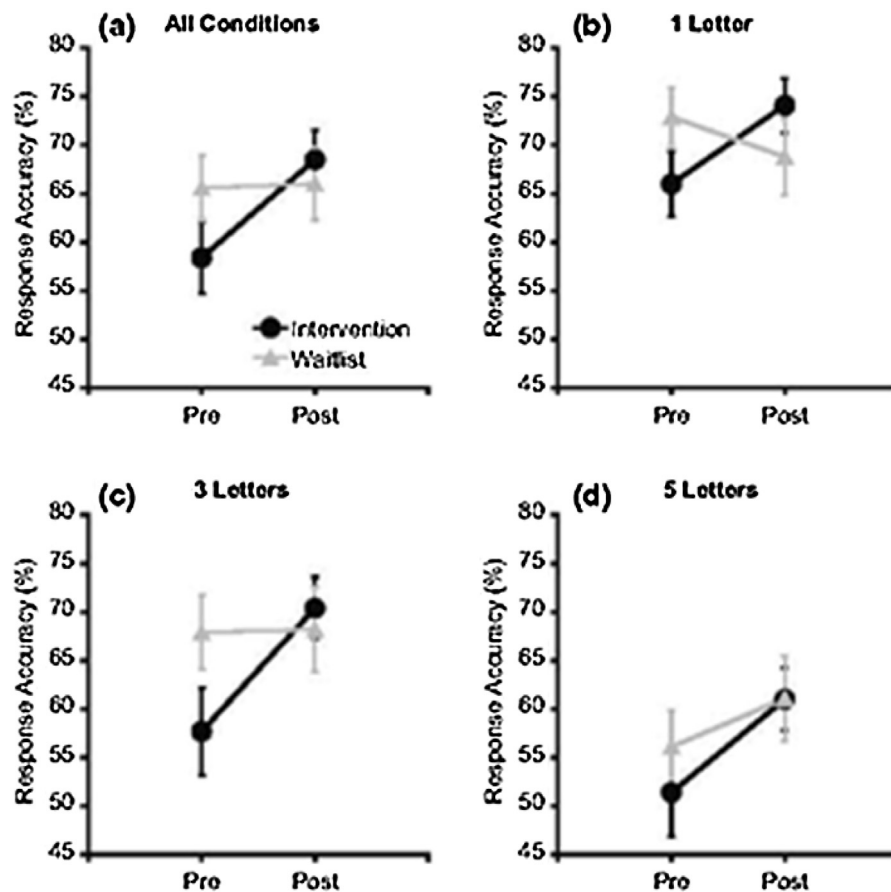 (a) All Conditions
80
75
70
65
60
55
50
45
Response Accuracy (%)
Intervention
Waitlist
Pre Post
(b) 1 Letter
80
75
70
65
60
55
50
45
Response Accuracy (%)
Pre Post
(c) 3 Letters
80
75
70
65
60
55
50
45
Response Accuracy (%)
Pre Post
(d) 5 Letters
80
75
70
65
60
55
50
45
Response Accuracy (%)
Pre Post